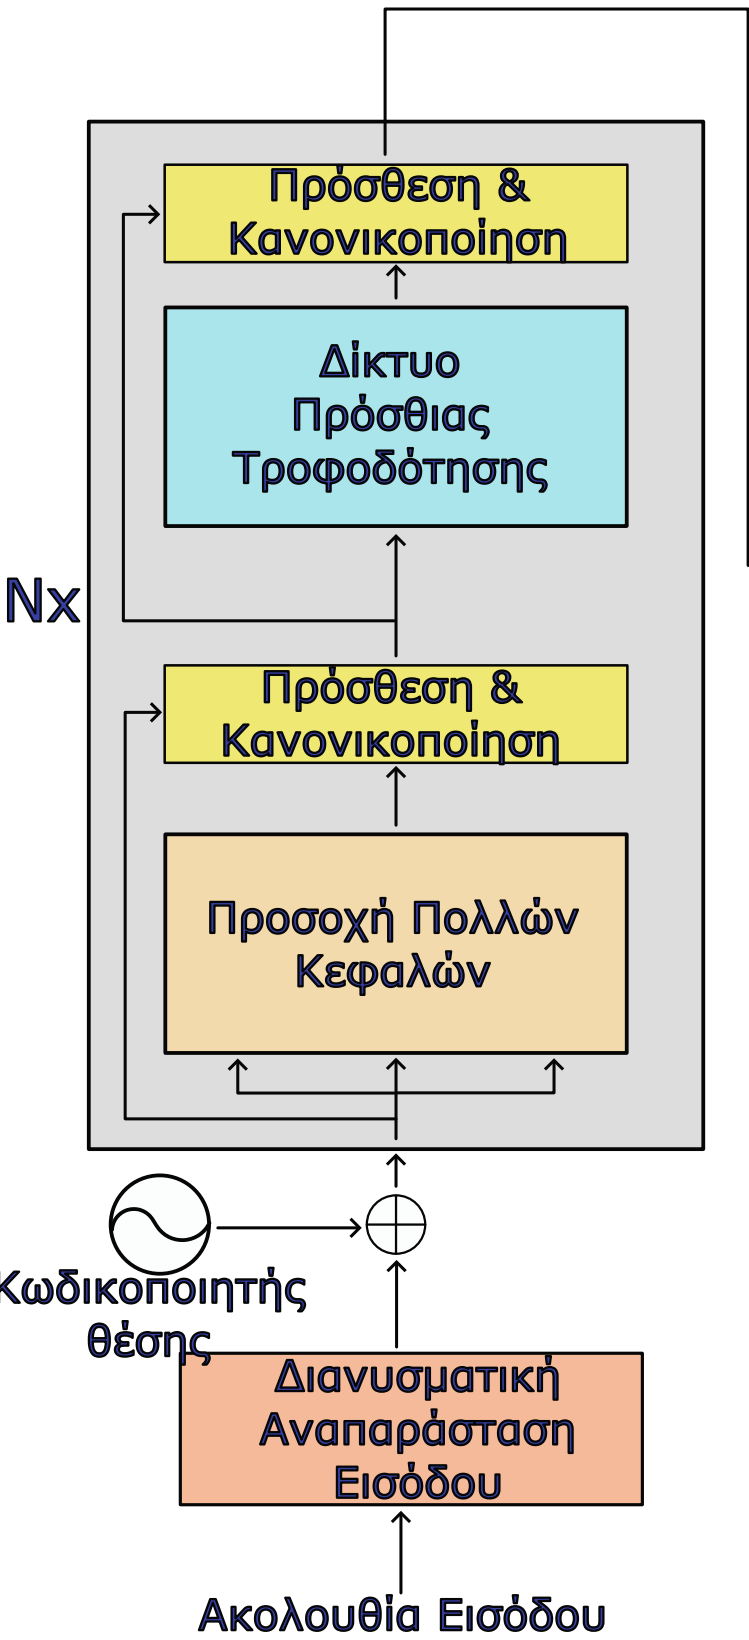 Πρόσθεση &
Κανονικοποίηση
Δίκτυο
Πρόσθιας
Τροφοδότησης
Nx
Πρόσθεση &
Κανονικοποίηση
Προσοχή Πολλών
Κεφαλών
Κωδικοποιητής
θέσης
Διανυσματική
Αναπαράσταση
Εισόδου
Ακολουθία Εισόδου